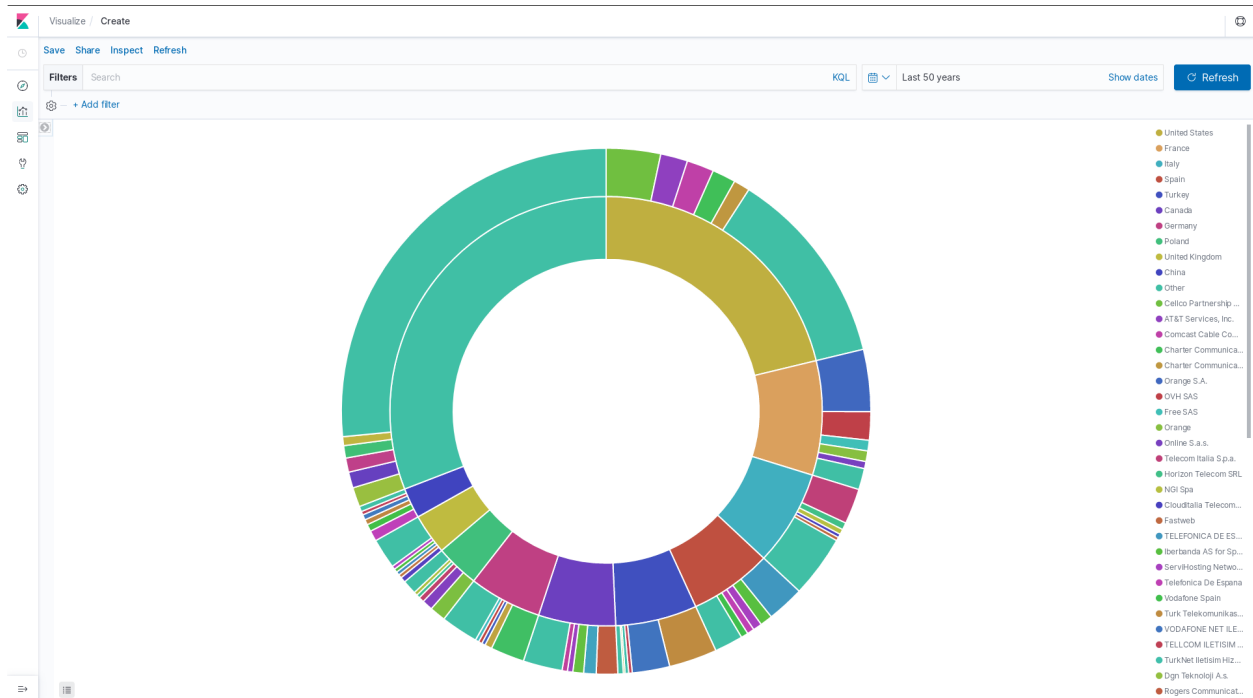 Visualize / Create
Save Share Inspect Refresh
Filters Search KQL Last 50 years Show dates Refresh
+ Add filter
United States
France
Italy
Spain
Turkey
Canada
Germany
Poland
United Kingdom
China
Other
Cellco Partnership ...
AT&T Services, Inc.
Comcast Cable Co...
Charter Communica...
Charter Communica...
Orange S.A.
OVH SAS
Free SAS
Orange
Online S.a.s.
Telecom Italia S.p.a.
Horizon Telecom SRL
NGI Spa
Clouditalia Telecom...
Fastweb
TELEFONICA DE ES...
Iberbanda AS for Sp...
ServiHosting Netwo...
Telefonica De Espana
Vodafone Spain
Turk Telekomunikas...
VODAFONE NET ILE...
TELLCOM ILETISIM ...
TurkNet Iletisim Hiz...
Dgn Teknoloji A.s.
Rogers Communicat...